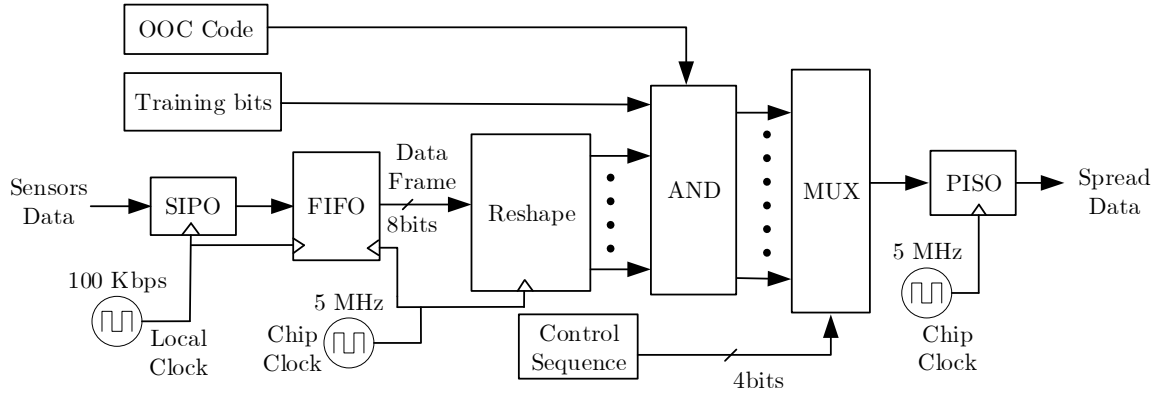 OOC Code
Training bits
Sensors
Data
SIPO
FIFO
Data
Frame
8bits
Reshape
AND
MUX
PISO
Spread
Data
100 Kbps
Local
Clock
5 MHz
Chip
Clock
Control
Sequence
4bits
5 MHz
Chip
Clock